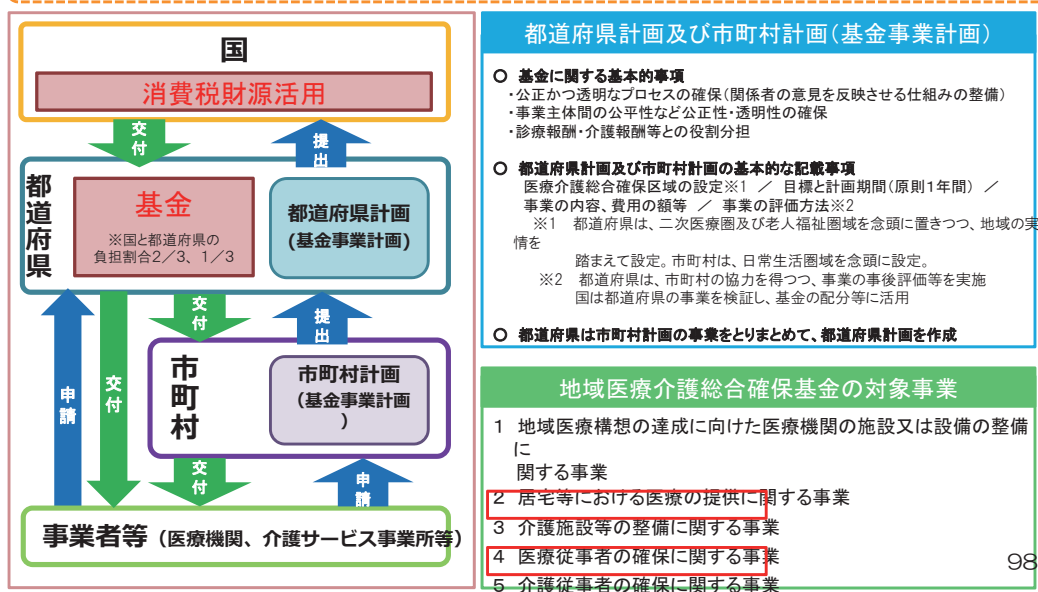 国
消費税財源活用
交付
提出
都道府県
基金
※国と都道府県の
負担割合2/3、1/3
都道府県計画
(基金事業計画)
交付
提出
申請
交付
市町村
市町村計画
(基金事業計画
)
交付
申請
事業者等(医療機関、介護サービス事業所等)
都道府県計画及び市町村計画(基金事業計画)
○ 基金に関する基本的事項
・公正かつ透明なプロセスの確保(関係者の意見を反映させる仕組みの整備)
・事業主体間の公平性など公正性・透明性の確保
・診療報酬・介護報酬等との役割分担
○ 都道府県計画及び市町村計画の基本的な記載事項
医療介護総合確保区域の設定※1 / 目標と計画期間(原則1年間) /
事業の内容、費用の額等 / 事業の評価方法※2
※1 都道府県は、二次医療圏及び老人福祉圏域を念頭に置きつつ、地域の実
情を
踏まえて設定。市町村は、日常生活圏域を念頭に設定。
※2 都道府県は、市町村の協力を得つつ、事業の事後評価等を実施
国は都道府県の事業を検証し、基金の配分等に活用
○ 都道府県は市町村計画の事業をとりまとめて、都道府県計画を作成
地域医療介護総合確保基金の対象事業
1 地域医療構想の達成に向けた医療機関の施設又は設備の整備
に
関する事業
2 居宅等における医療の提供に関する事業
3 介護施設等の整備に関する事業
4 医療従事者の確保に関する事業
5 介護従事者の確保に関する事業
98